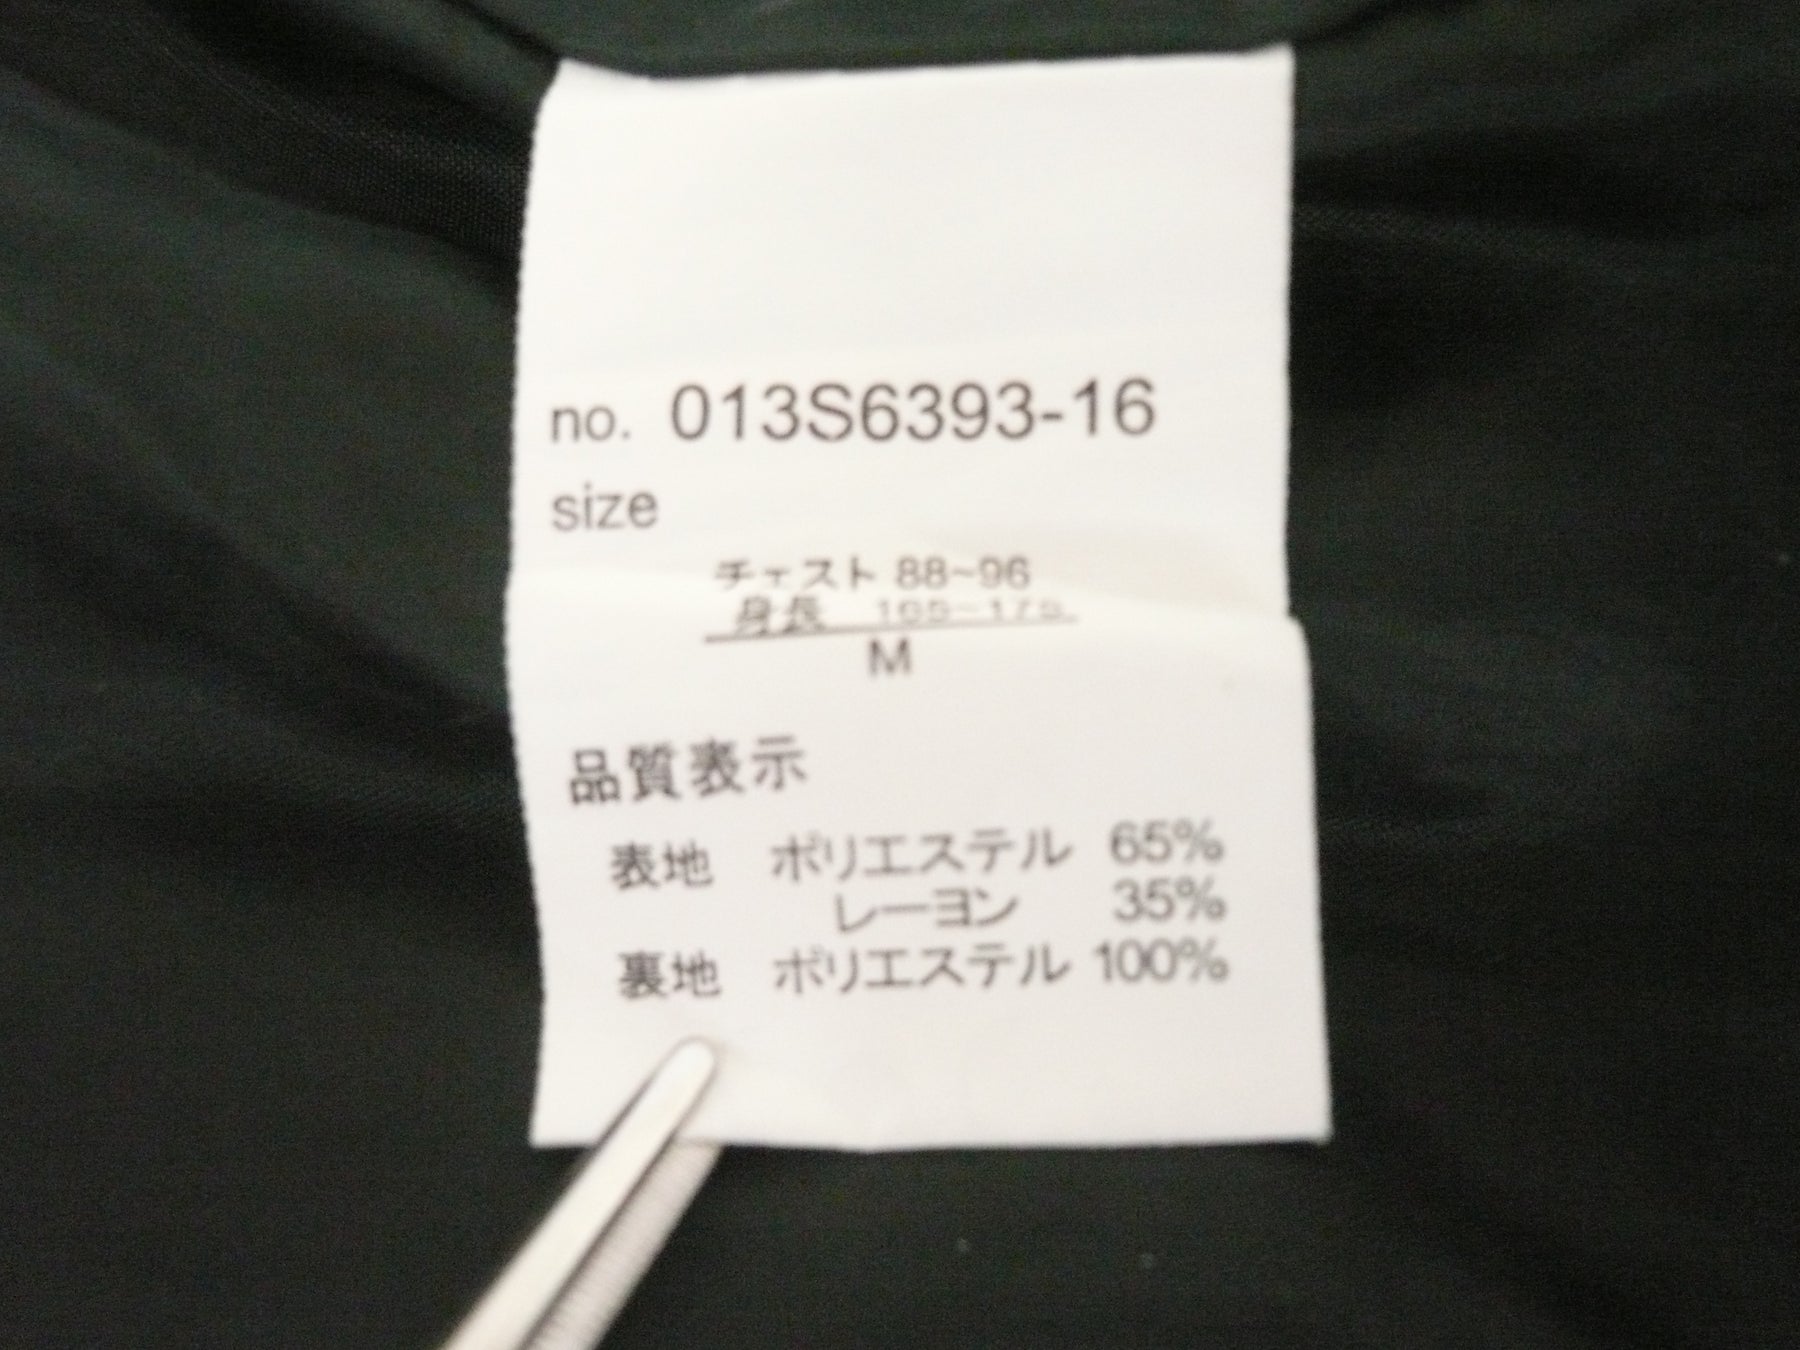 no. 013S6393-16
size
チェスト 88~96
身長 165~175
M
品質表示
表地 ポリエステル 65%
レーヨン 35%
裏地 ポリエステル 100%